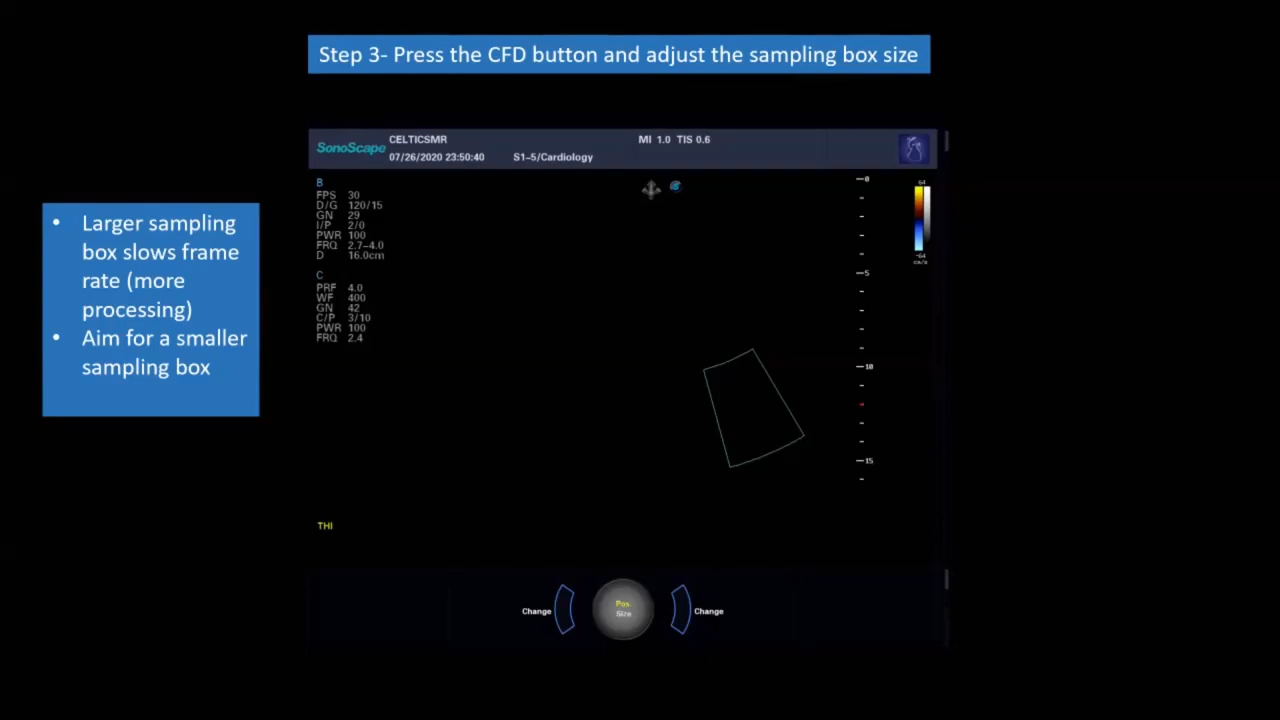 Step 3- Press the CFD button and adjust the sampling box size
SonoScape
CELTICSMR
07/26/2020 23:50:40
S1-5/Cardiology
MI 1.0 TIS 0.6
• Larger sampling
box slows frame
rate (more
processing)
• Aim for a smaller
sampling box
B
FPS 30
D/G 120/15
GN 29
I/P 2/0
PWR 100
FRQ 2.7-4.0
D 16.0cm
C
PRF 4.0
WF 400
GN 42
C/P 3/10
PWR 100
FRQ 2.4
0
5
10
15
64
-64
cm/s
THI
Change
Pos.
Size
Change